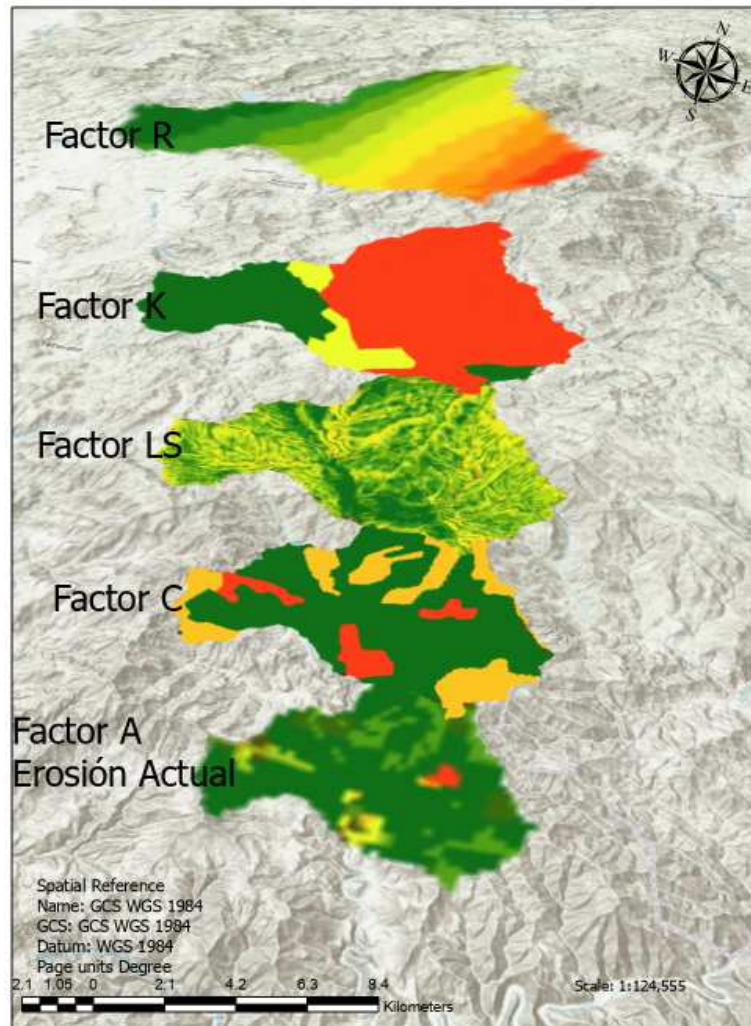 N
W
E
S
Factor R
Factor K
Factor LS
Factor C
Factor A
Erosión Actual
Spatial Reference
Name: GCS WGS 1984
GCS: GCS WGS 1984
Datum: WGS 1984
Page units Degree
2.1 1.05 0 2.1 4.2 6.3 8.4
Kilometers
Scale: 1:124,555